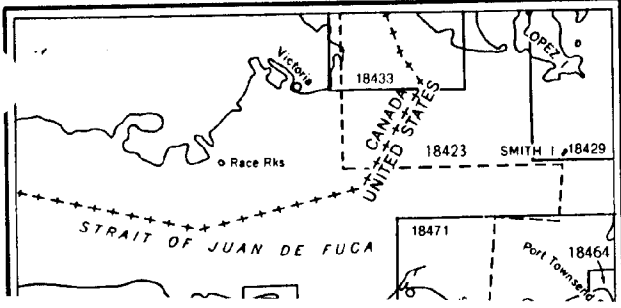 Victoria
OPEZ I
18433
CANADA
UNITED STATES
18423
SMITH I
18429
Race Rks
STRAIT OF JUAN DE FUCA
18471
Port Townsend
18464